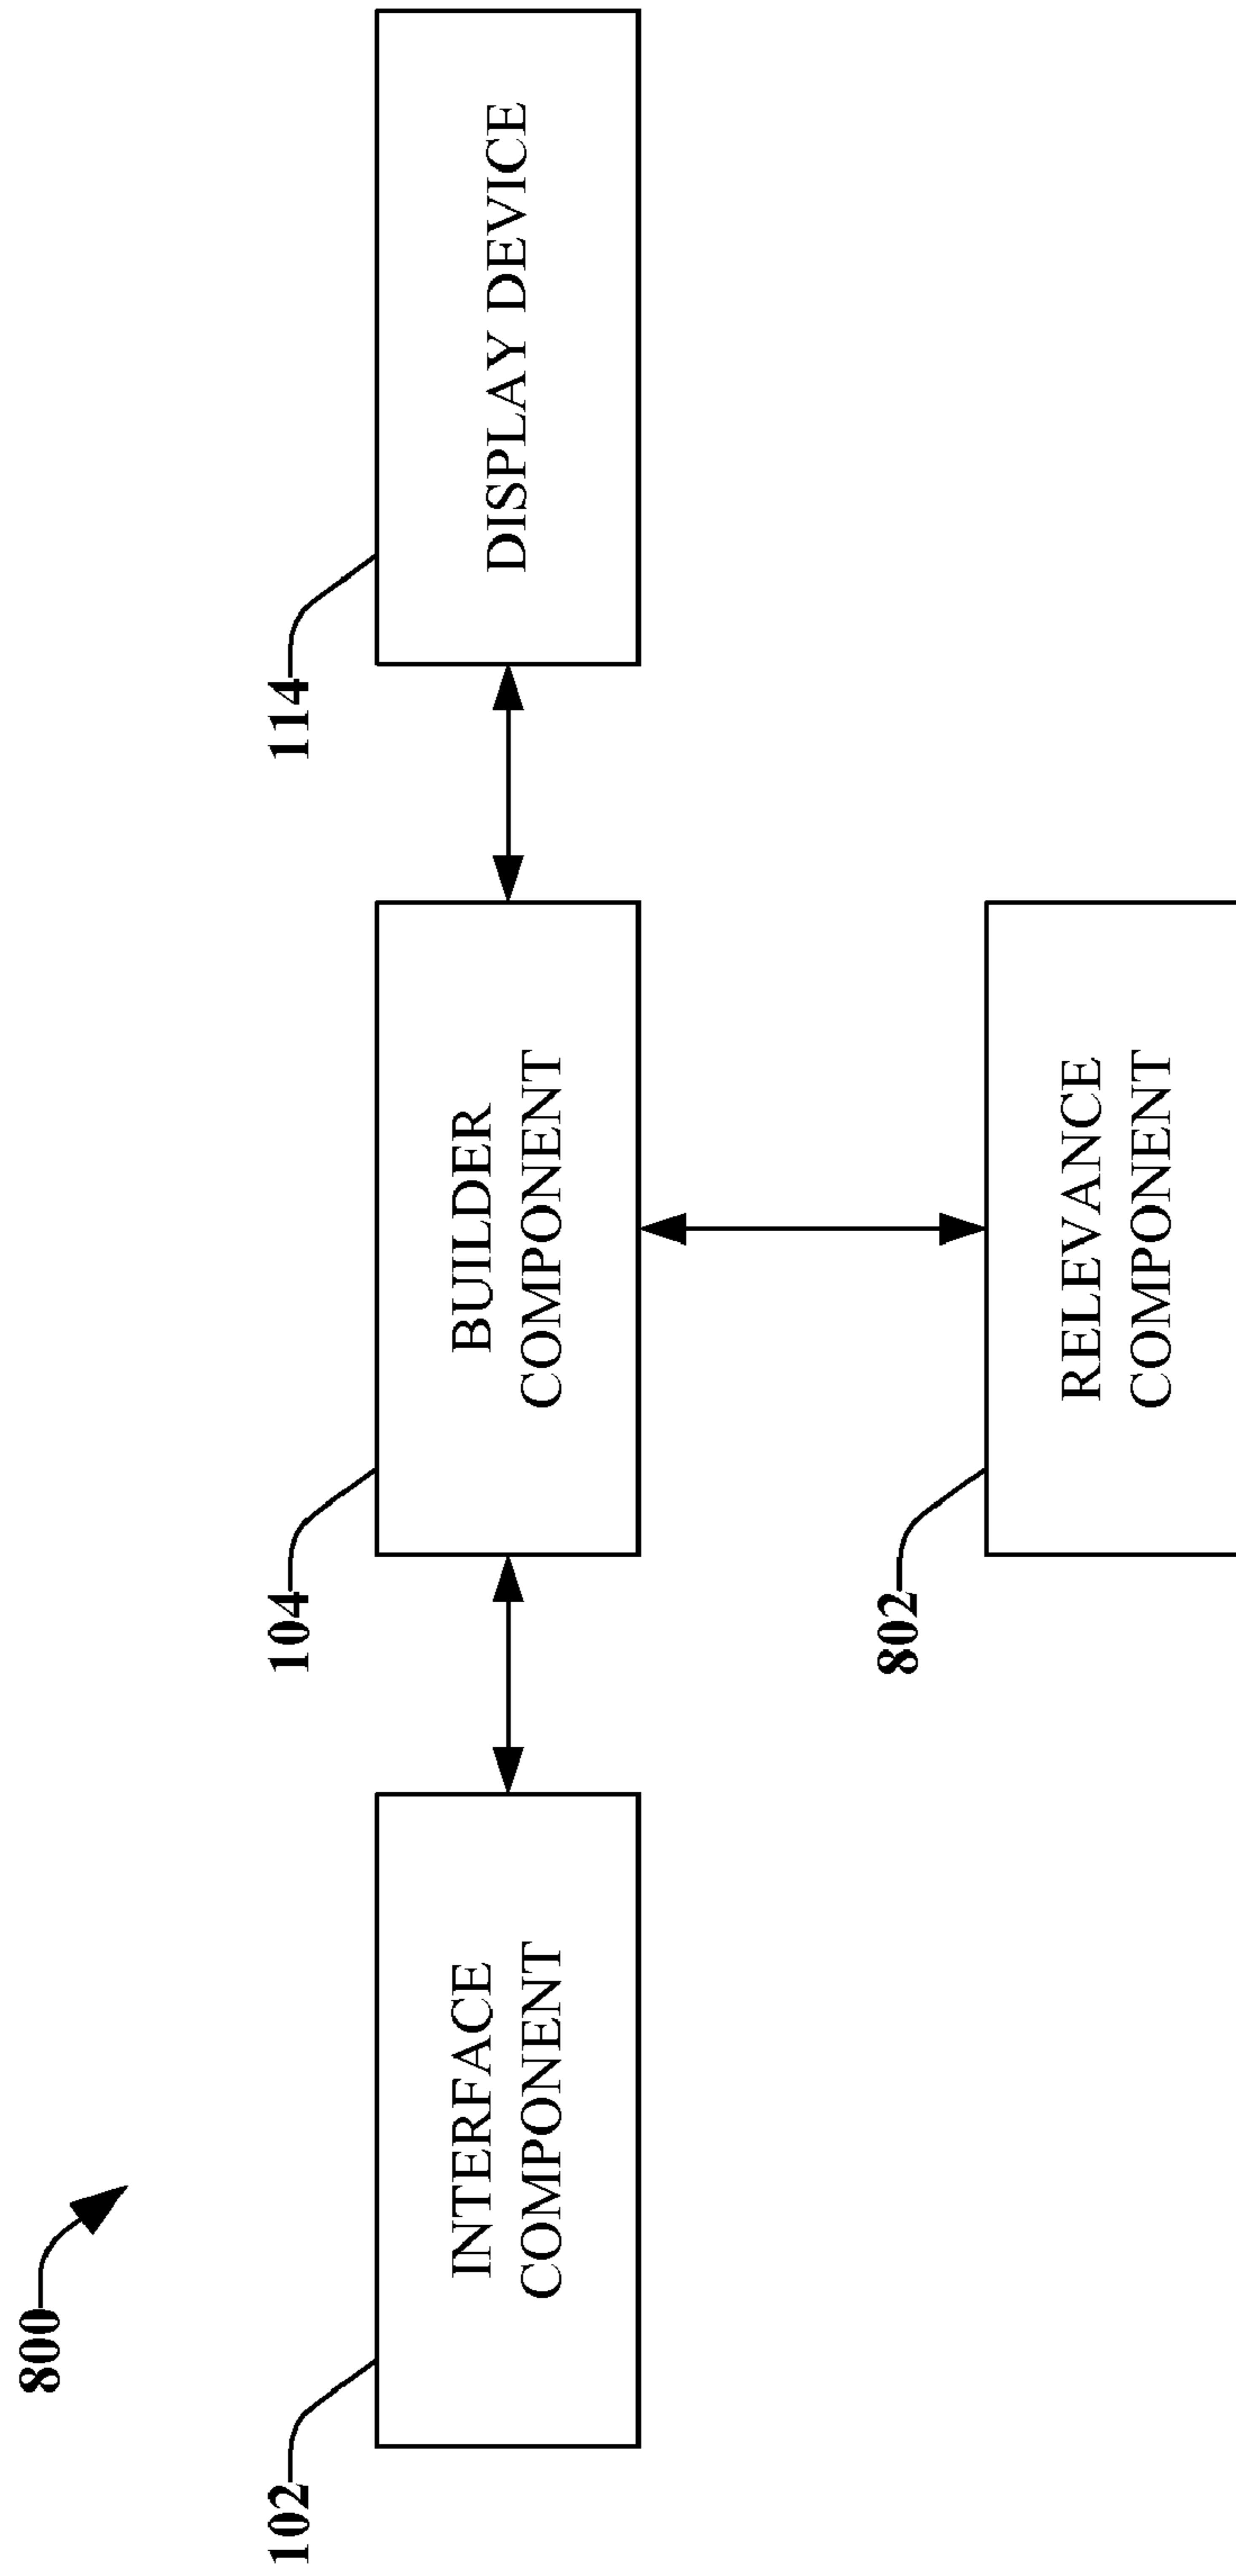 800
102
104
114
INTERFACE
COMPONENT
BUILDER
COMPONENT
DISPLAY DEVICE
802
RELEVANCE
COMPONENT